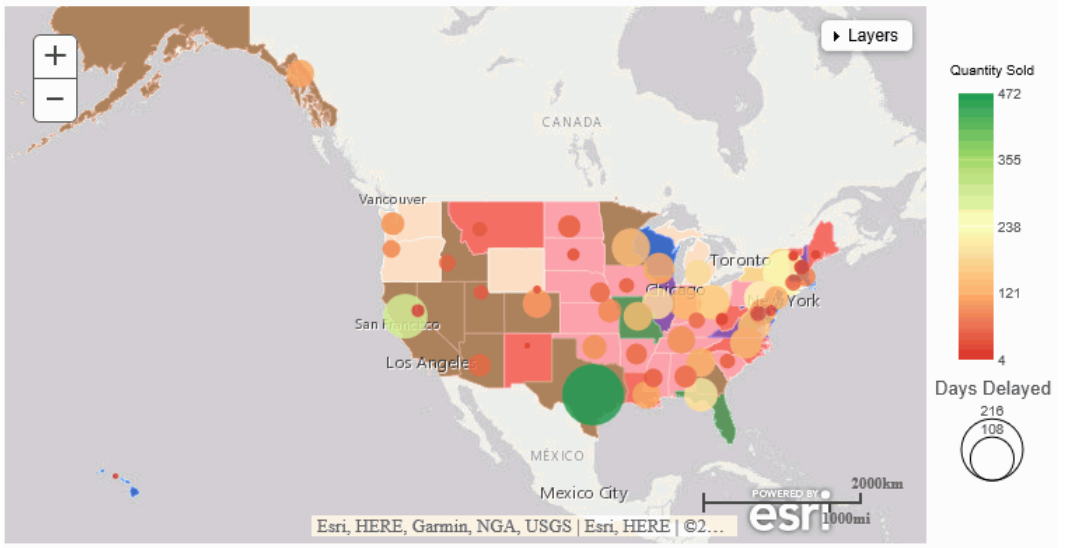 +
−
Layers
CANADA
Vancouver
Toronto
Chicago
New York
San Francisco
Los Angeles
MÉXICO
Mexico City
2000km
1000mi
POWERED BY
esri
Esri, HERE, Garmin, NGA, USGS | Esri, HERE | ©2...
Quantity Sold
472
355
238
121
4
Days Delayed
216
108